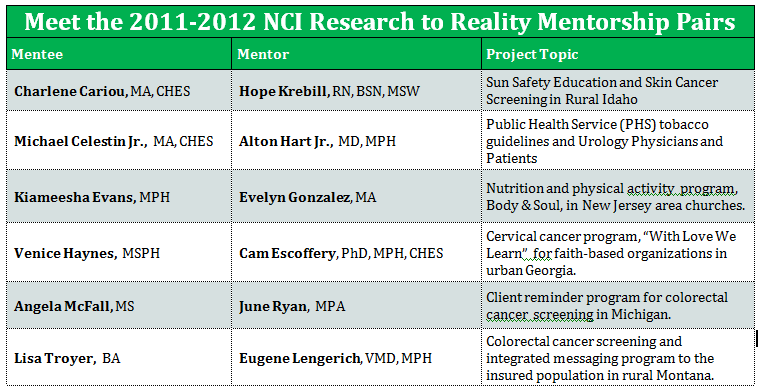 Meet the 2011-2012 NCI Research to Reality Mentorship Pairs
Mentee Mentor Project Topic
Charlene Cariou, MA, CHES Hope Krebill, RN, BSN, MSW Sun Safety Education and Skin Cancer
Screening in Rural Idaho
Michael Celestin Jr., MA, CHES Alton Hart Jr., MD, MPH Public Health Service (PHS) tobacco
guidelines and Urology Physicians and
Patients
Kiameesha Evans, MPH Evelyn Gonzalez, MA Nutrition and physical activity program,
Body & Soul, in New Jersey area churches.
Venice Haynes, MSPH Cam Escoffery, PhD, MPH, CHES Cervical cancer program, “With Love We
Learn” for faith-based organizations in
urban Georgia.
Angela McFall, MS June Ryan, MPA Client reminder program for colorectal
cancer screening in Michigan.
Lisa Troyer, BA Eugene Lengerich, VMD, MPH Colorectal cancer screening and
integrated messaging program to the
insured population in rural Montana.